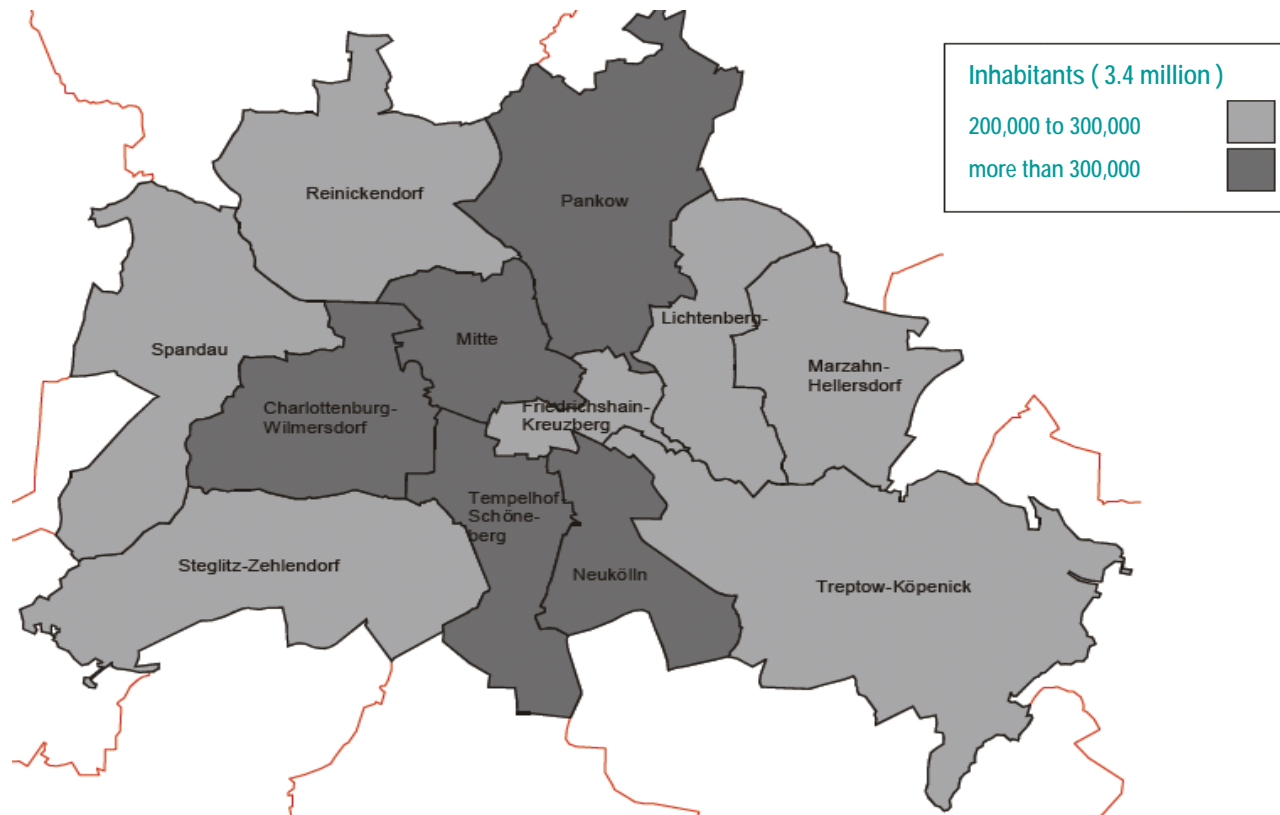 Inhabitants ( 3.4 million )
200,000 to 300,000
more than 300,000
Reinickendorf
Pankow
Lichtenberg-
Mitte
Spandau
Marzahn-
Hellersdorf
Charlottenburg-
Wilmersdorf
Friedrichshain-
Kreuzberg
Tempelhof-
Schöne-
berg
Steglitz-Zehlendorf
Neukölln
Treptow-Köpenick